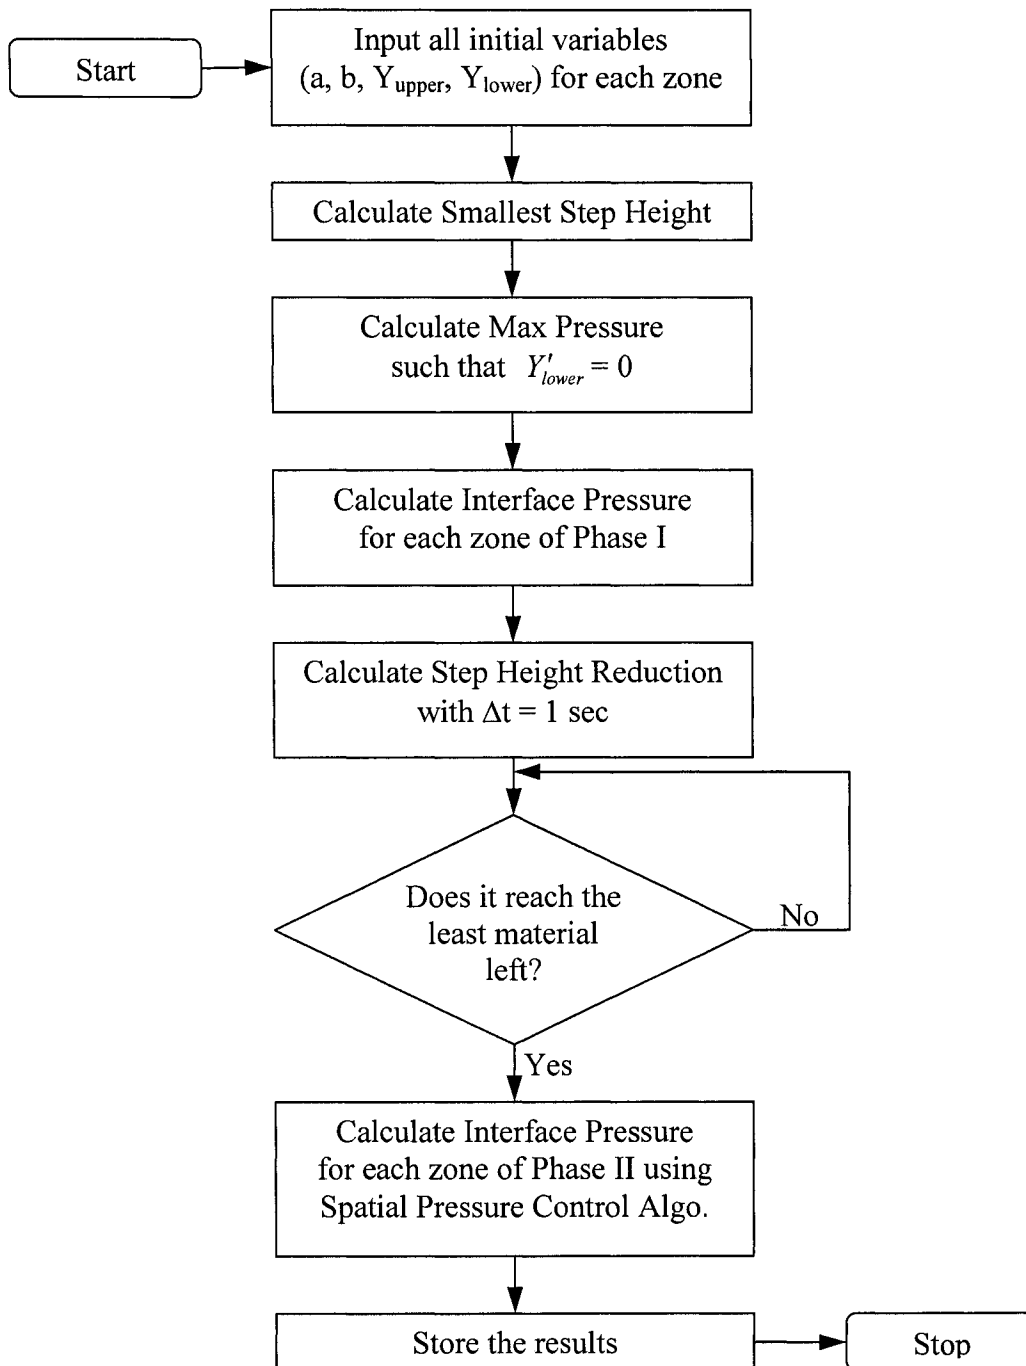 Start
Input all initial variables
(a, b, Y_upper, Y_lower) for each zone
Calculate Smallest Step Height
Calculate Max Pressure
such that Y'_lower = 0
Calculate Interface Pressure
for each zone of Phase I
Calculate Step Height Reduction
with Δt = 1 sec
Does it reach the
least material
left?
No
Yes
Calculate Interface Pressure
for each zone of Phase II using
Spatial Pressure Control Algo.
Store the results
Stop